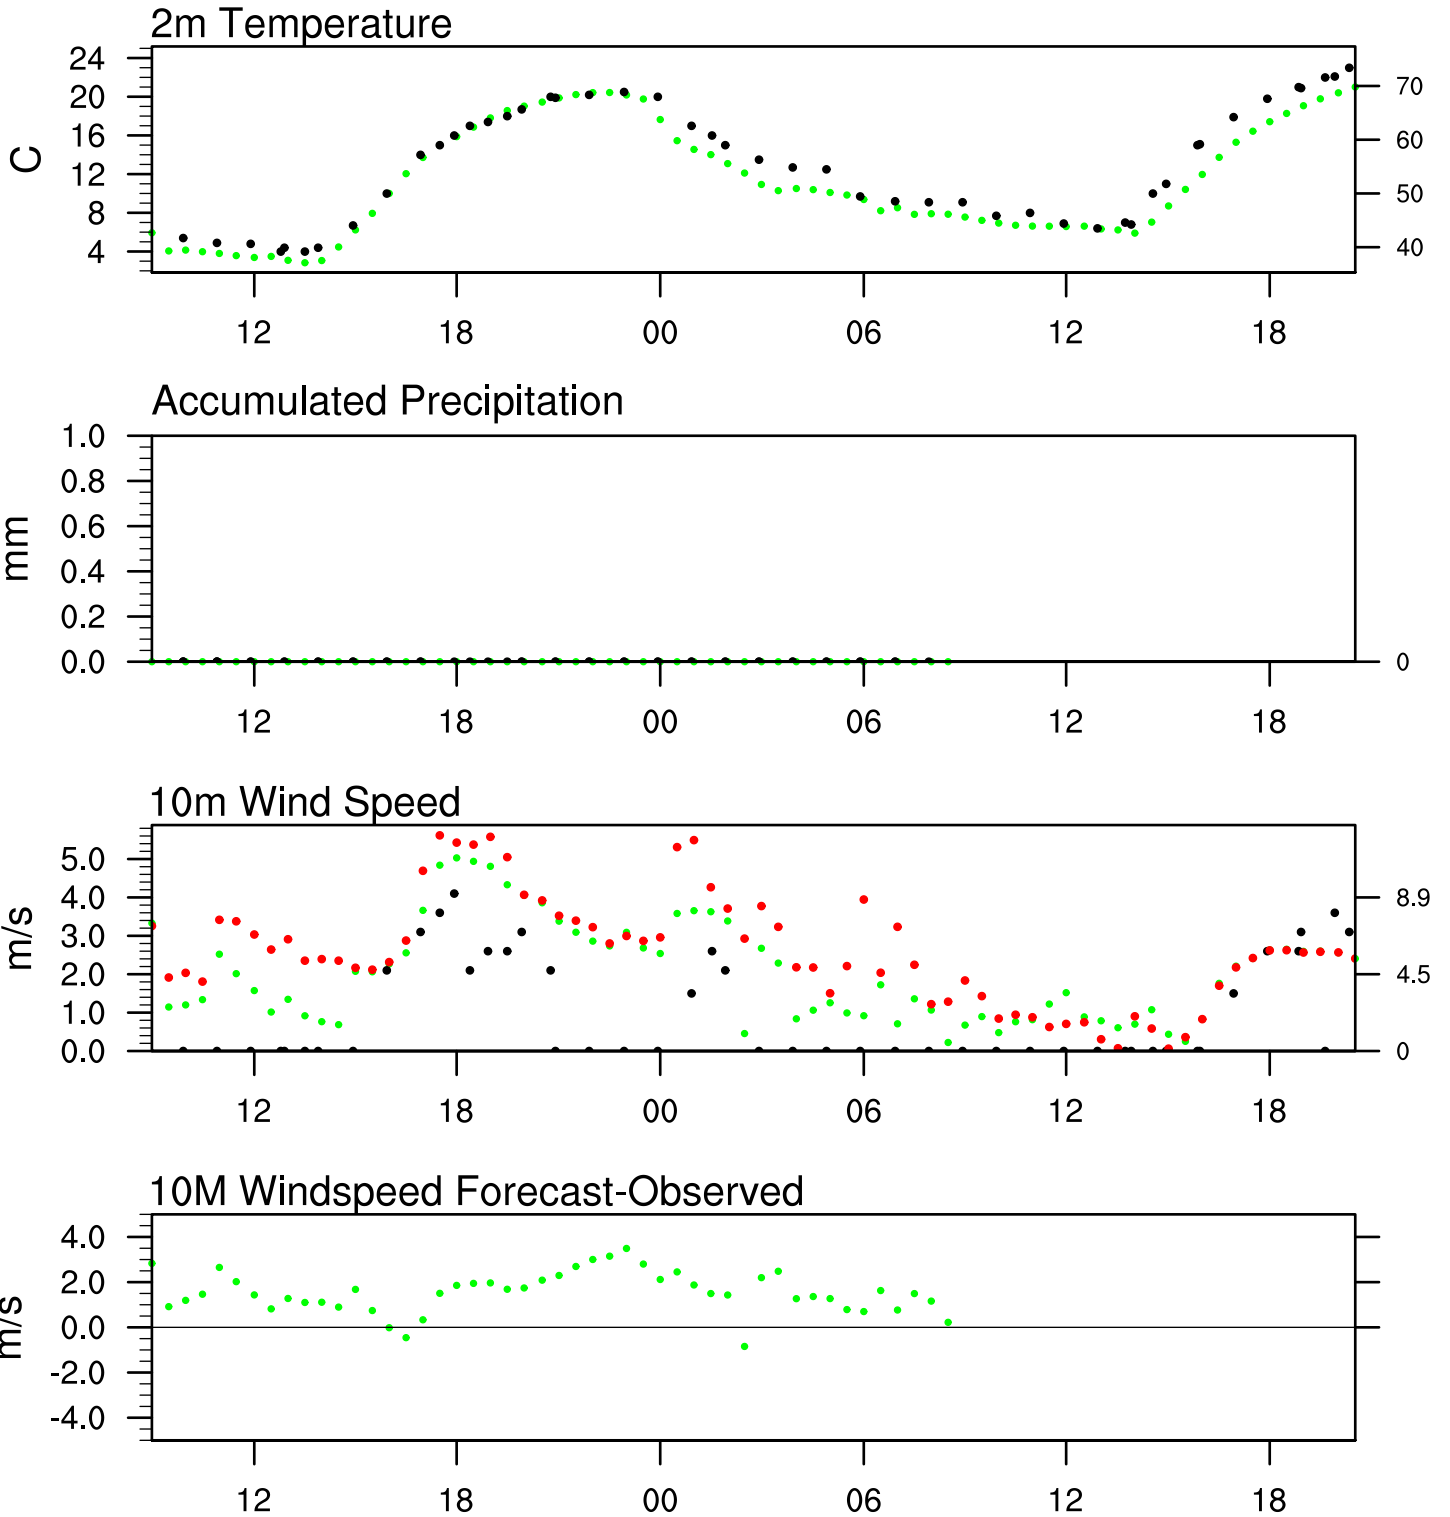 2m Temperature
24
20
16
12
8
4
C
70
60
50
40
12 18 00 06 12 18
Accumulated Precipitation
1.0
0.8
0.6
0.4
0.2
0.0
mm
0
12 18 00 06 12 18
10m Wind Speed
5.0
4.0
3.0
2.0
1.0
0.0
m/s
8.9
4.5
0
12 18 00 06 12 18
10M Windspeed Forecast-Observed
4.0
2.0
0.0
-2.0
-4.0
m/s
12 18 00 06 12 18